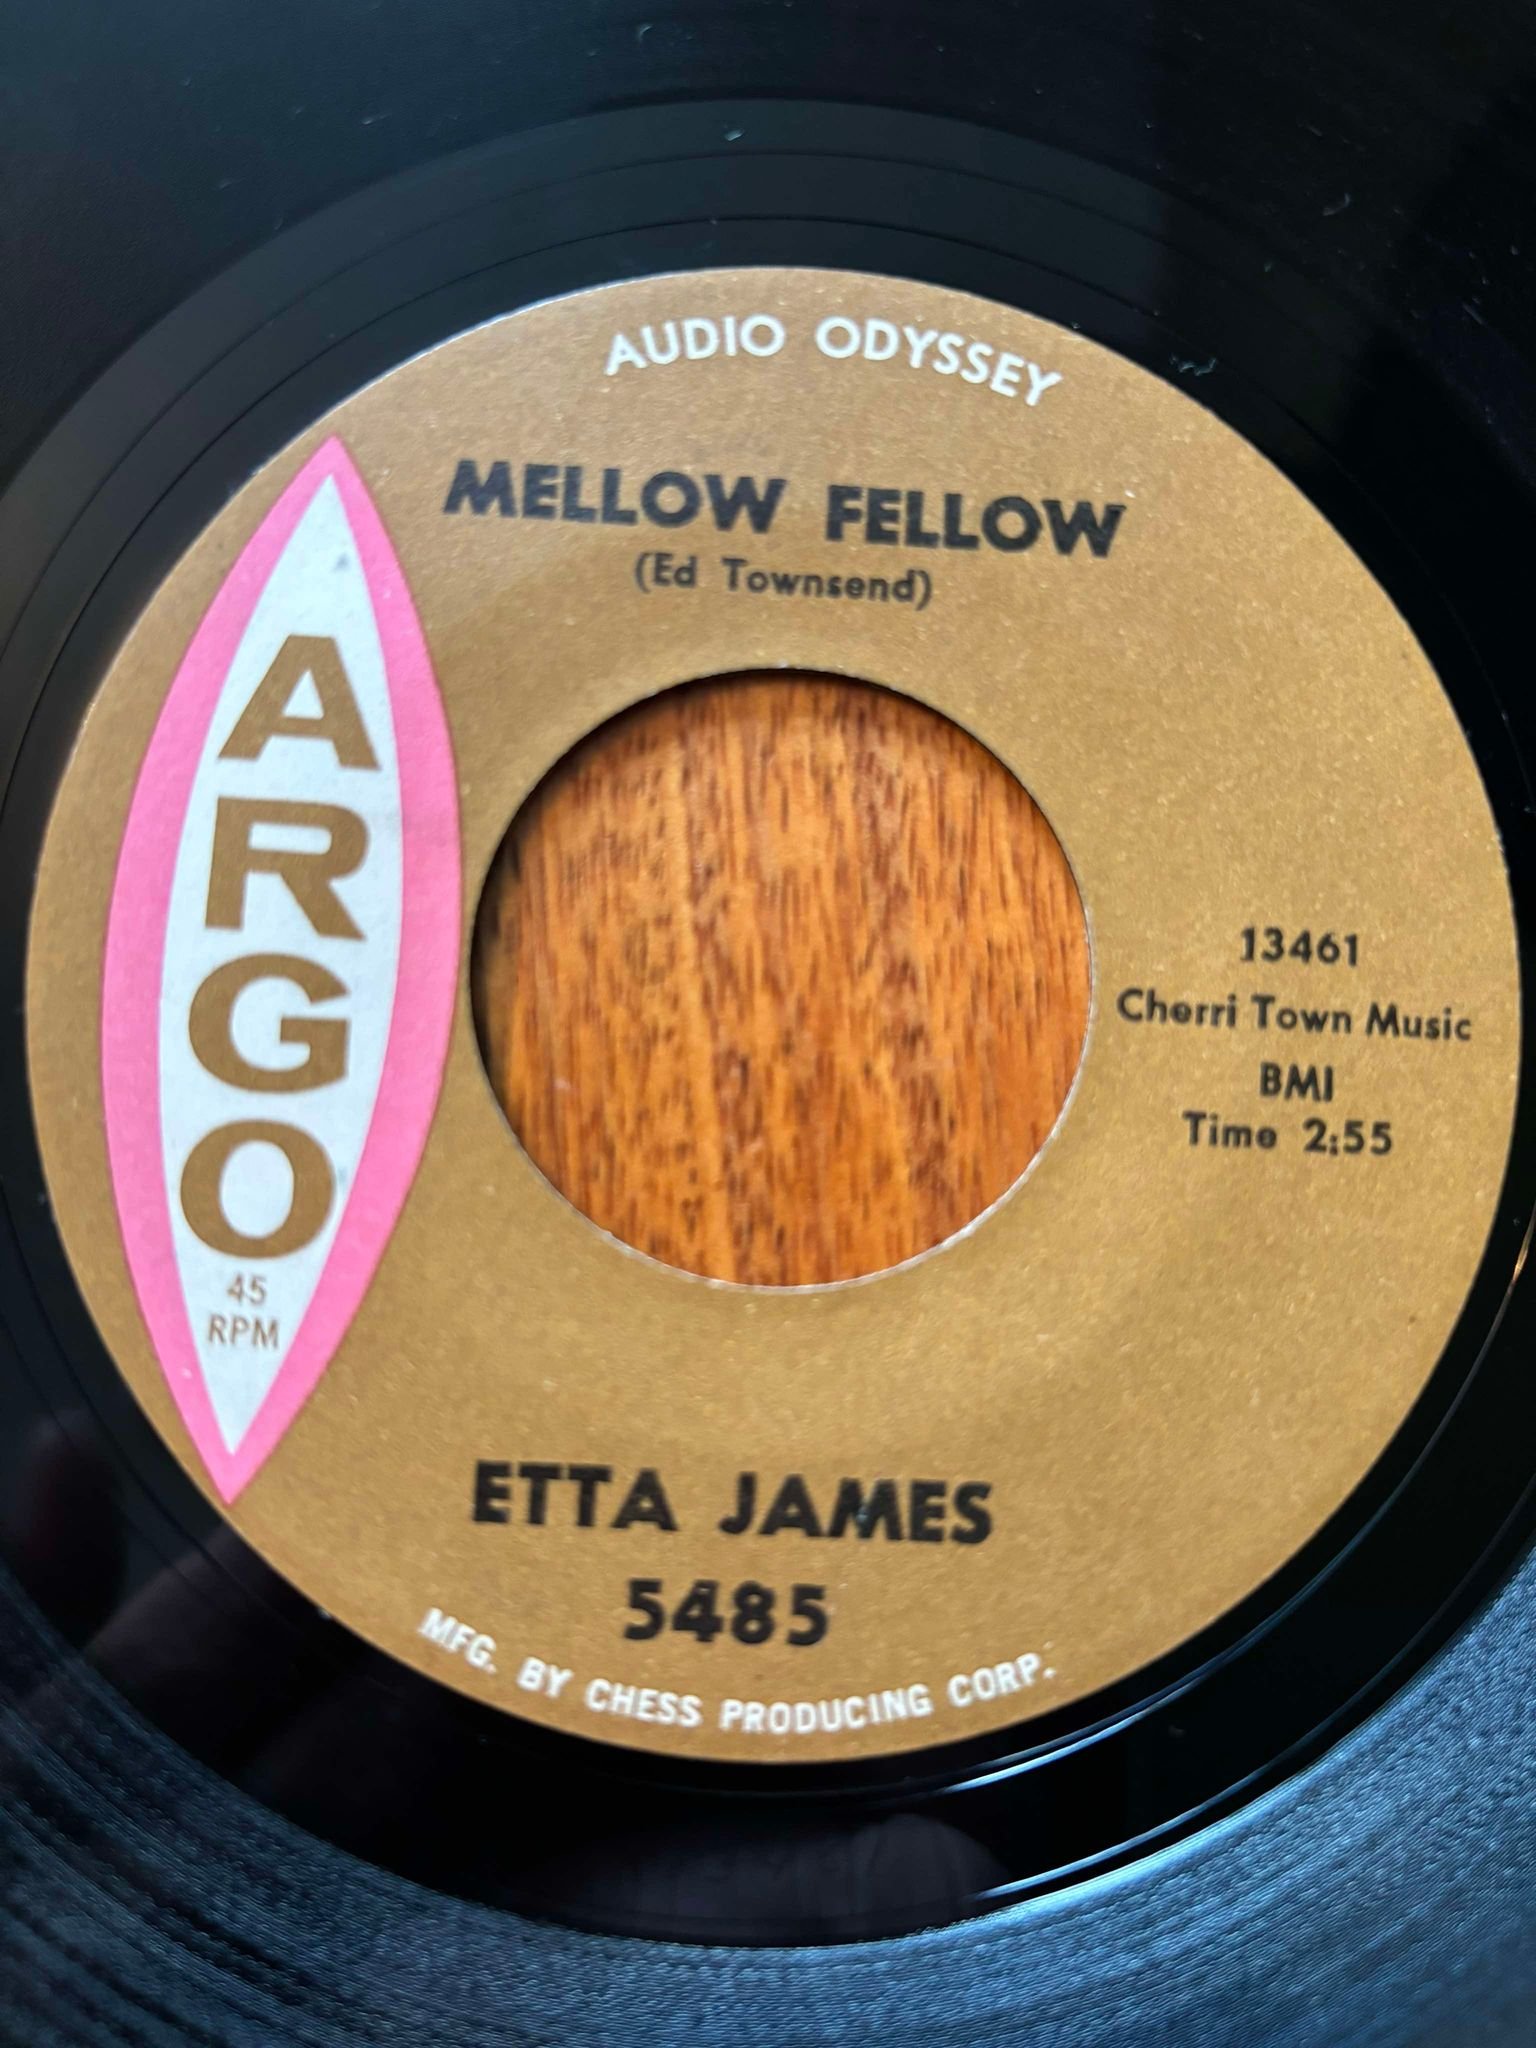 AUDIO ODYSSEY
MELLOW FELLOW
(Ed Townsend)
ARGO
45
RPM
13461
Cherri Town Music
BMI
Time 2:55
ETTA JAMES
5485
MFG. BY CHESS PRODUCING CORP.